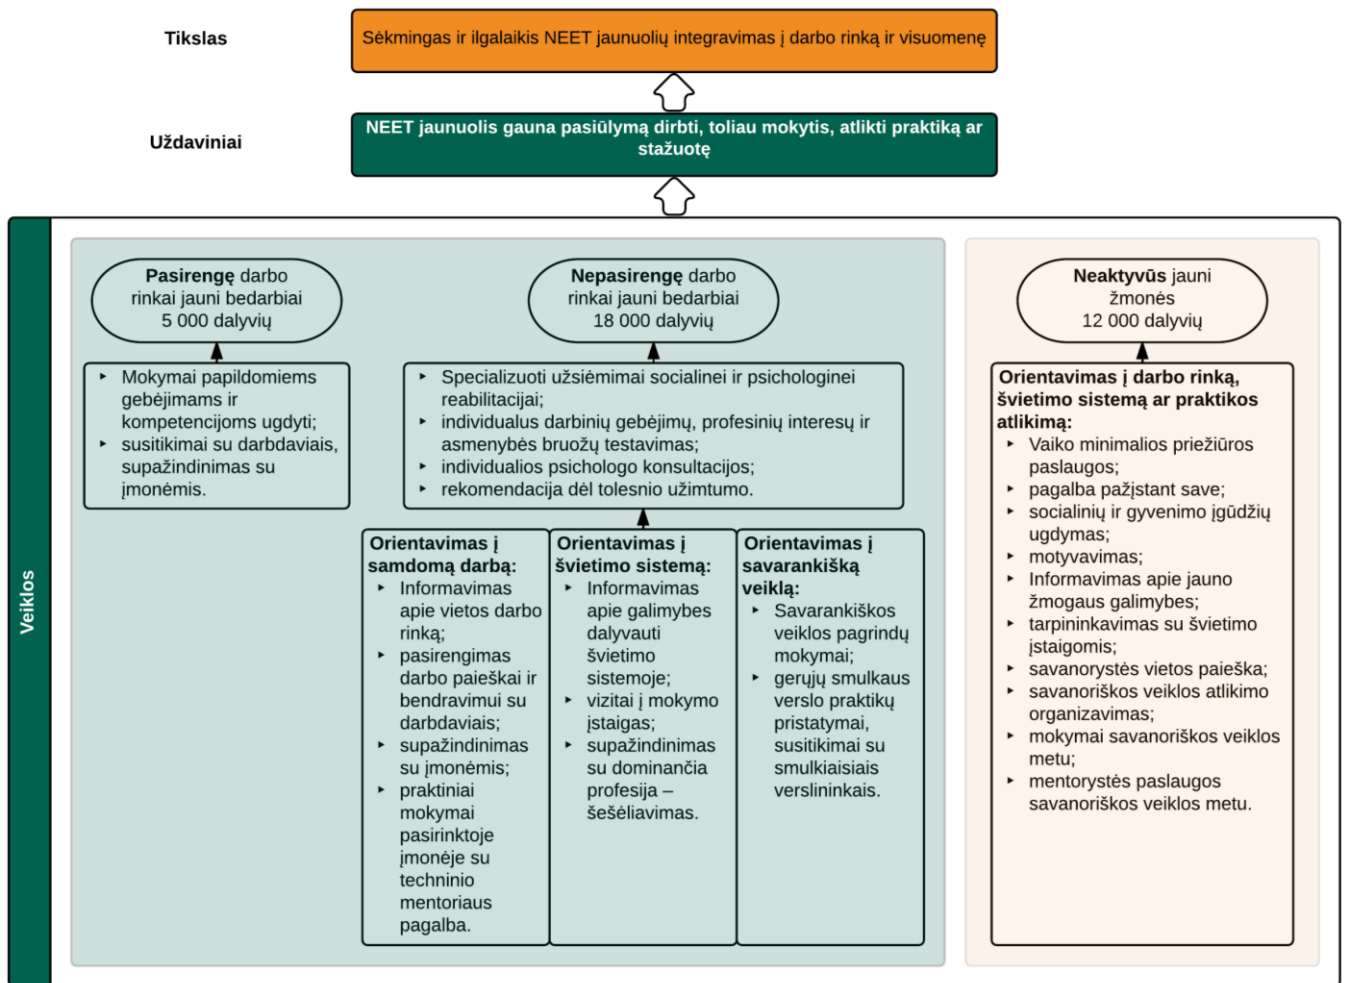 Tikslas
Sėkmingas ir ilgalaikis NEET jaunuolių integravimas į darbo rinką ir visuomenę
Uždaviniai
NEET jaunuolis gauna pasiūlymą dirbti, toliau mokytis, atlikti praktiką ar
stažuotę
Veiklos
Pasirengę darbo
rinkai jauni bedarbiai
5 000 dalyvių
‣ Mokymai papildomiems
gebėjimams ir
kompetencijoms ugdyti;
‣ susitikimai su darbdaviais,
supažindinimas su
įmonėmis.
Nepasirengę darbo
rinkai jauni bedarbiai
18 000 dalyvių
‣ Specializuoti užsiėmimai socialinei ir psichologinei
reabilitacijai;
‣ individualus darbinių gebėjimų, profesinių interesų ir
asmenybės bruožų testavimas;
‣ individualios psichologo konsultacijos;
‣ rekomendacija dėl tolesnio užimtumo.
Orientavimas į
samdomą darbą:
‣ Informavimas
apie vietos darbo
rinką;
‣ pasirengimas
darbo paieškai ir
bendravimui su
darbdaviais;
‣ supažindinimas
su įmonėmis;
‣ praktiniai
mokymai
pasirinktoje
įmonėje su
techninio
mentoriaus
pagalba.
Orientavimas į
švietimo sistemą:
‣ Informavimas
apie galimybes
dalyvauti
švietimo
sistemoje;
‣ vizitai į mokymo
įstaigas;
‣ supažindinimas
su dominančia
profesija –
šešėliavimas.
Orientavimas į
savarankišką
veiklą:
‣ Savarankiškos
veiklos pagrindų
mokymai;
‣ gerųjų smulkaus
verslo praktikų
pristatymai,
susitikimai su
smulkiaisiais
verslininkais.
Neaktyvūs jauni
žmonės
12 000 dalyvių
Orientavimas į darbo rinką,
švietimo sistemą ar praktikos
atlikimą:
‣ Vaiko minimalios priežiūros
paslaugos;
‣ pagalba pažįstant save;
‣ socialinių ir gyvenimo įgūdžių
ugdymas;
‣ motyvavimas;
‣ Informavimas apie jauno
žmogaus galimybes;
‣ tarpininkavimas su švietimo
įstaigomis;
‣ savanorystės vietos paieška;
‣ savanoriškos veiklos atlikimo
organizavimas;
‣ mokymai savanoriškos veiklos
metu;
‣ mentorystės paslaugos
savanoriškos veiklos metu.